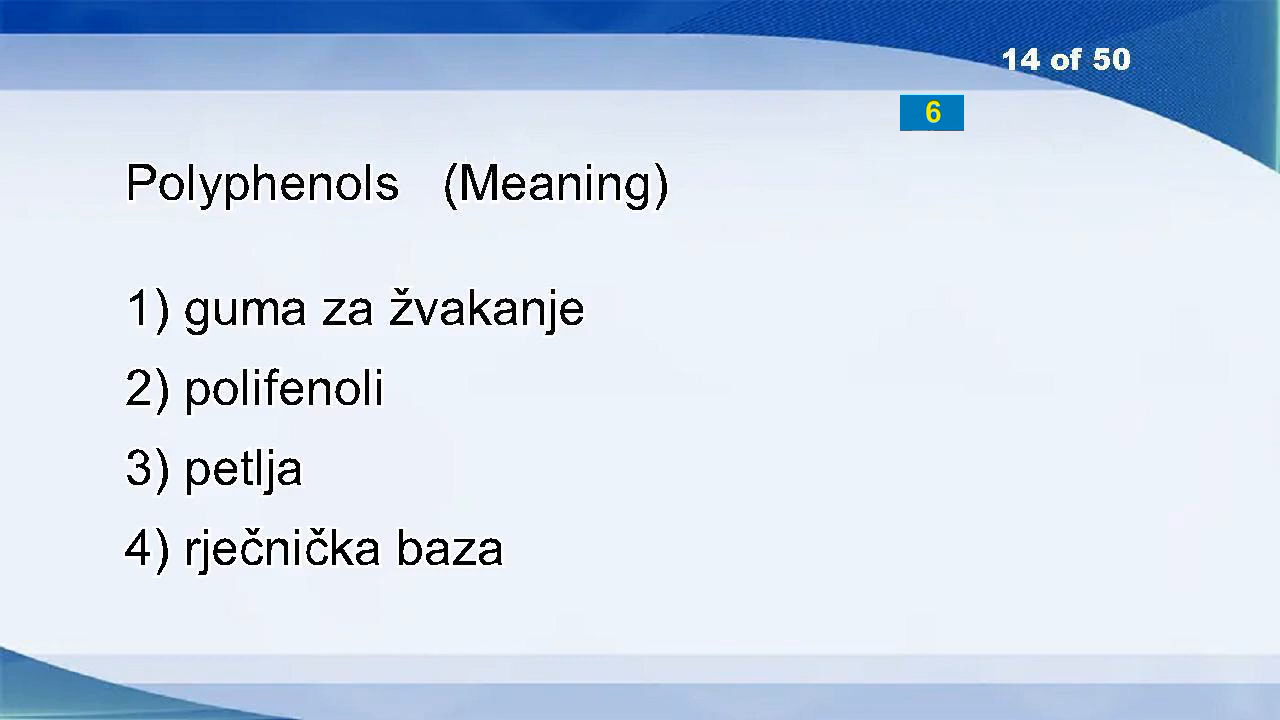 14 of 50
6
Polyphenols (Meaning)
1) guma za žvakanje
2) polifenoli
3) petlja
4) rječnička baza